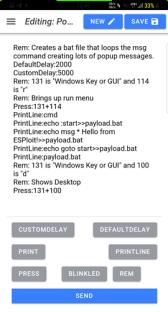 33%
Editing: Po...
NEW
SAVE
Rem: Creates a bat file that loops the msg
command creating lots of popup messages.
DefaultDelay:2000
CustomDelay:5000
Rem: 131 is "Windows Key or GUI" and 114
is "r"
Rem: Brings up run menu
Press:131+114
PrintLine:cmd
PrintLine:echo :start>>payload.bat
PrintLine:echo msg * Hello from
ESPloit!>>payload.bat
PrintLine:echo goto start>>payload.bat
PrintLine:payload.bat
Rem: 131 is "Windows Key or GUI" and 100
is "d"
Rem: Shows Desktop
Press:131+100
CUSTOMDELAY
DEFAULTDELAY
PRINT
PRINTLINE
PRESS
BLINKLED
REM
SEND